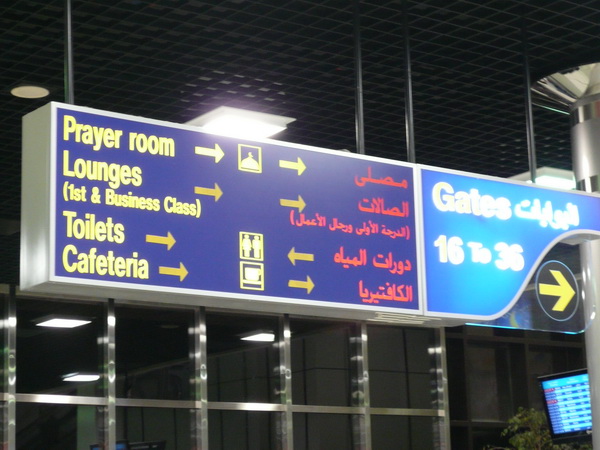 Prayer room مصلى
Lounges الصالات
(1st & Business Class) (الدرجة الأولى ورجال الأعمال)
Toilets دورات المياه
Cafeteria الكافتيريا
Gates البوابات
16 To 36